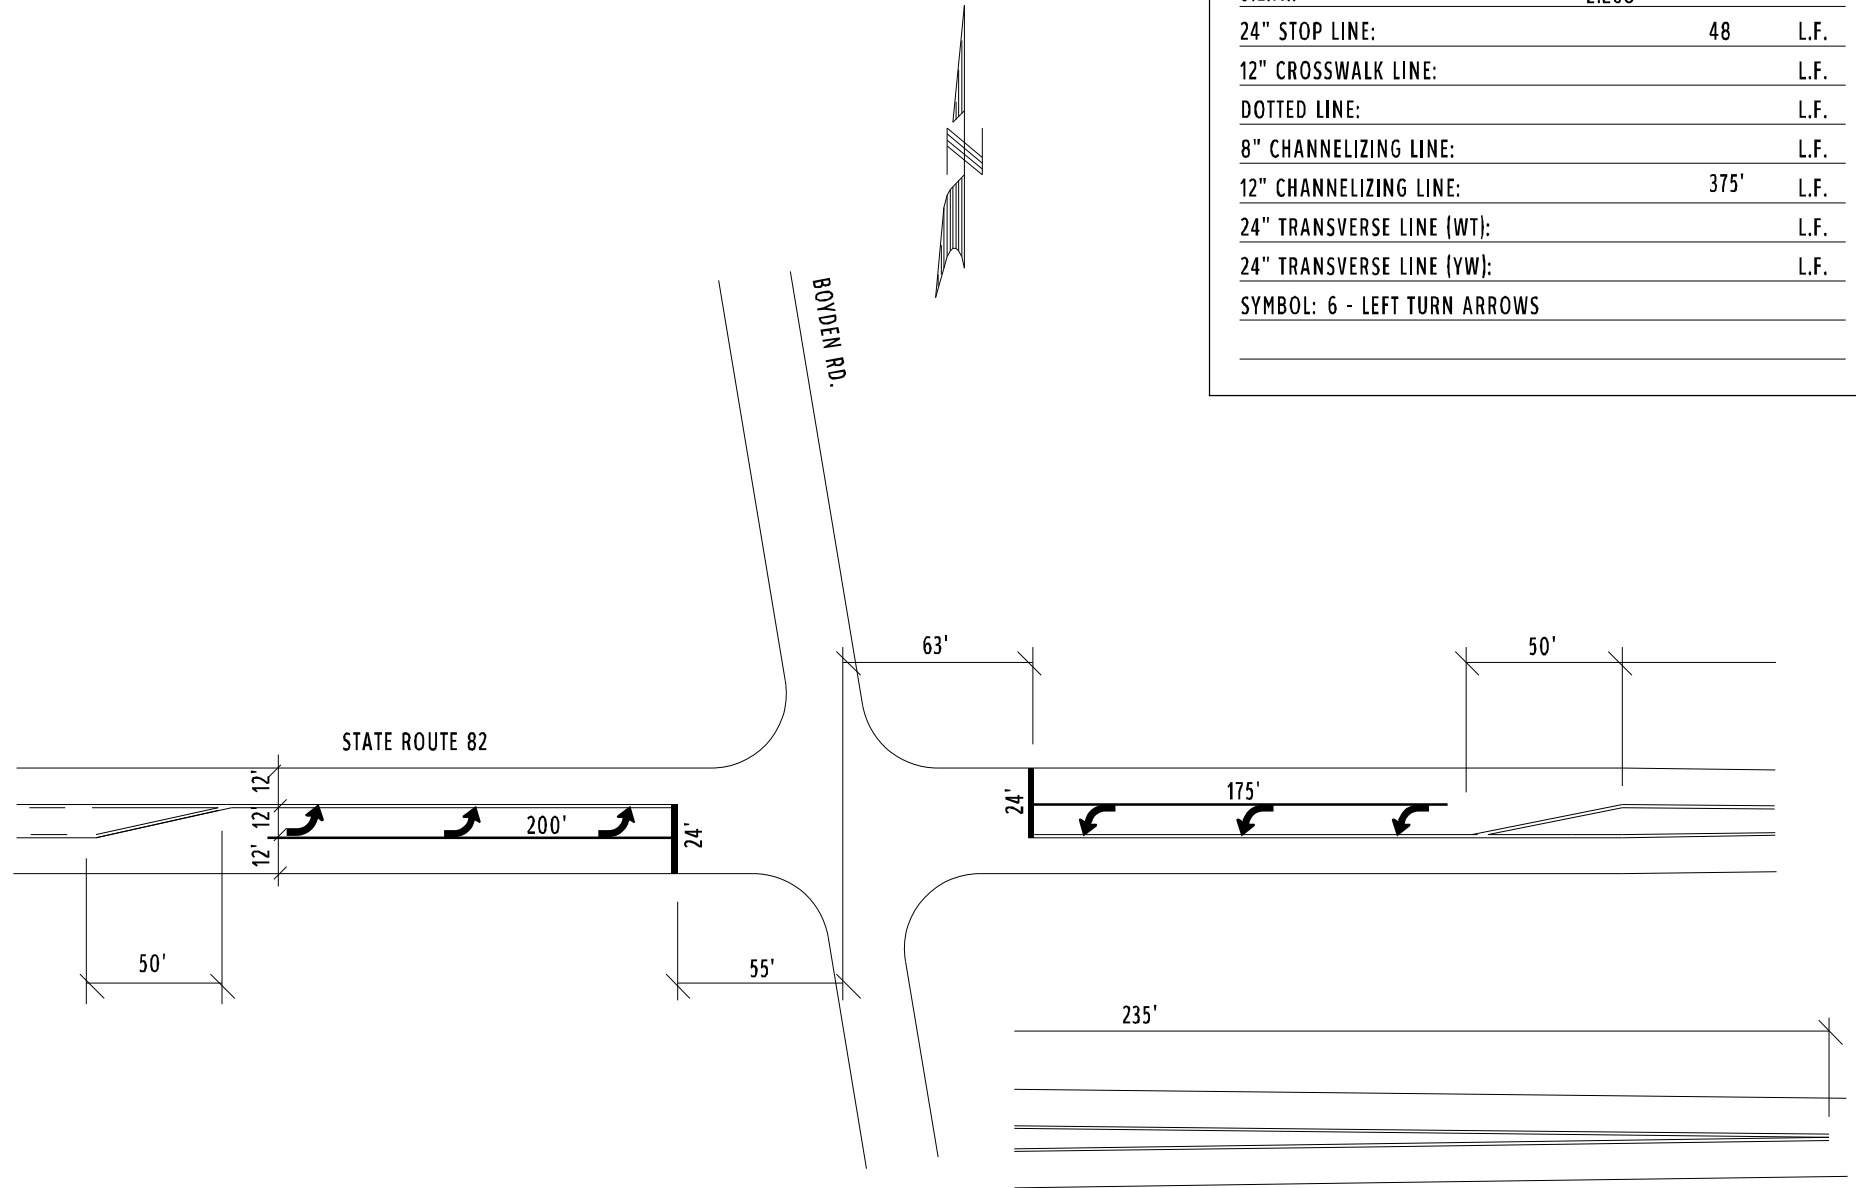 24" STOP LINE: 48 L.F.
12" CROSSWALK LINE: L.F.
DOTTED LINE: L.F.
8" CHANNELIZING LINE: L.F.
12" CHANNELIZING LINE: 375' L.F.
24" TRANSVERSE LINE (WT): L.F.
24" TRANSVERSE LINE (YW): L.F.
SYMBOL: 6 - LEFT TURN ARROWS
BOYDEN RD.
63'
50'
STATE ROUTE 82
12'
12'
12'
200'
24'
24'
175'
50'
55'
235'